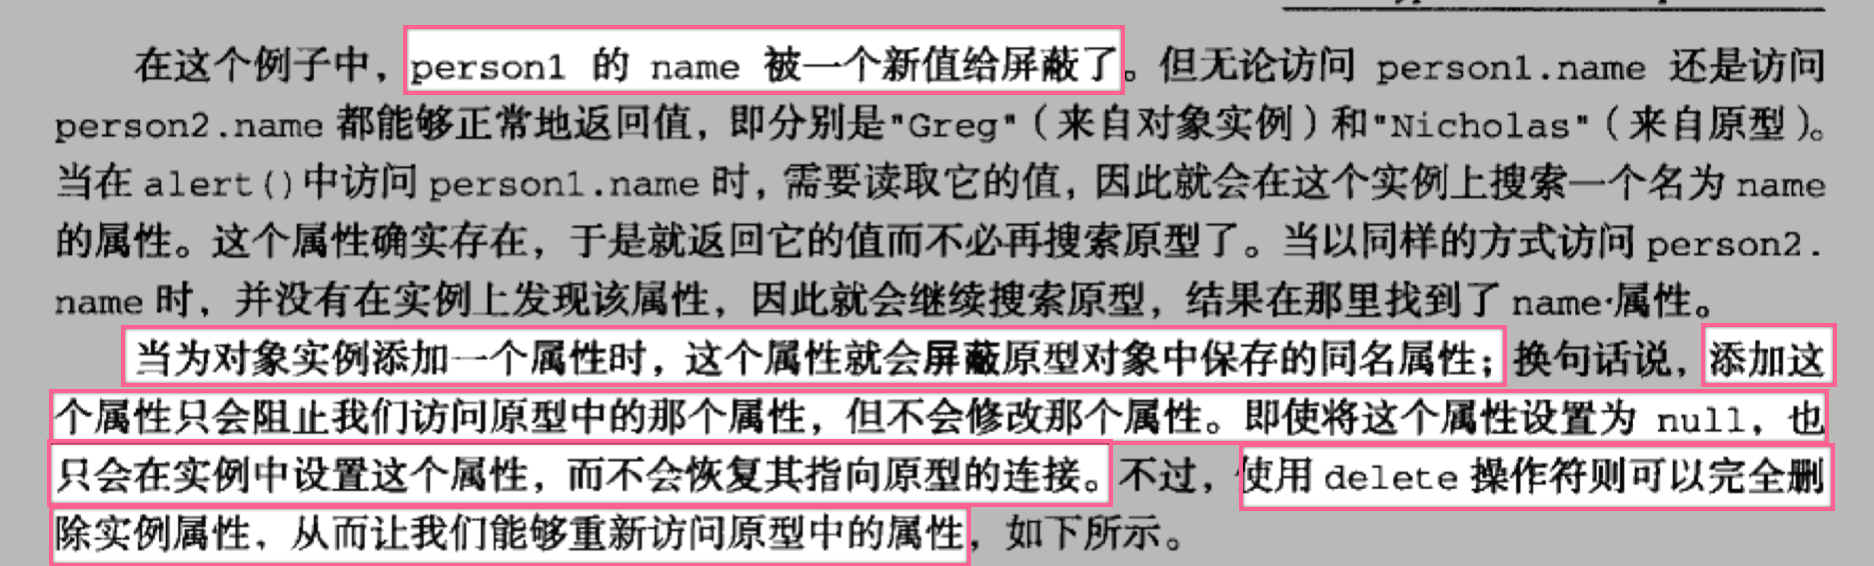 在这个例子中，person1 的 name 被一个新值给屏蔽了。但无论访问 person1.name 还是访问
person2.name 都能够正常地返回值，即分别是"Greg"（来自对象实例）和"Nicholas"（来自原型）。
当在 alert()中访问 person1.name 时，需要读取它的值，因此就会在这个实例上搜索一个名为 name
的属性。这个属性确实存在，于是就返回它的值而不必再搜索原型了。当以同样的方式访问 person2.
name 时，并没有在实例上发现该属性，因此就会继续搜索原型，结果在那里找到了 name 属性。
当为对象实例添加一个属性时，这个属性就会屏蔽原型对象中保存的同名属性；换句话说，添加这
个属性只会阻止我们访问原型中的那个属性，但不会修改那个属性。即使将这个属性设置为 null，也
只会在实例中设置这个属性，而不会恢复其指向原型的连接。不过，使用 delete 操作符则可以完全删
除实例属性，从而让我们能够重新访问原型中的属性，如下所示。